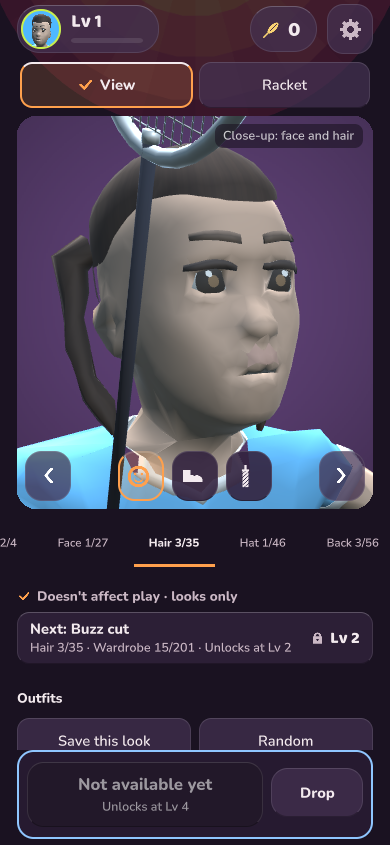 Lv 1
0
View
Racket
Close-up: face and hair
2/4
Face 1/27
Hair 3/35
Hat 1/46
Back 3/56
Doesn't affect play · looks only
Next: Buzz cut
Hair 3/35 · Wardrobe 15/201 · Unlocks at Lv 2
Lv 2
Outfits
Save this look
Random
Not available yet
Unlocks at Lv 4
Drop